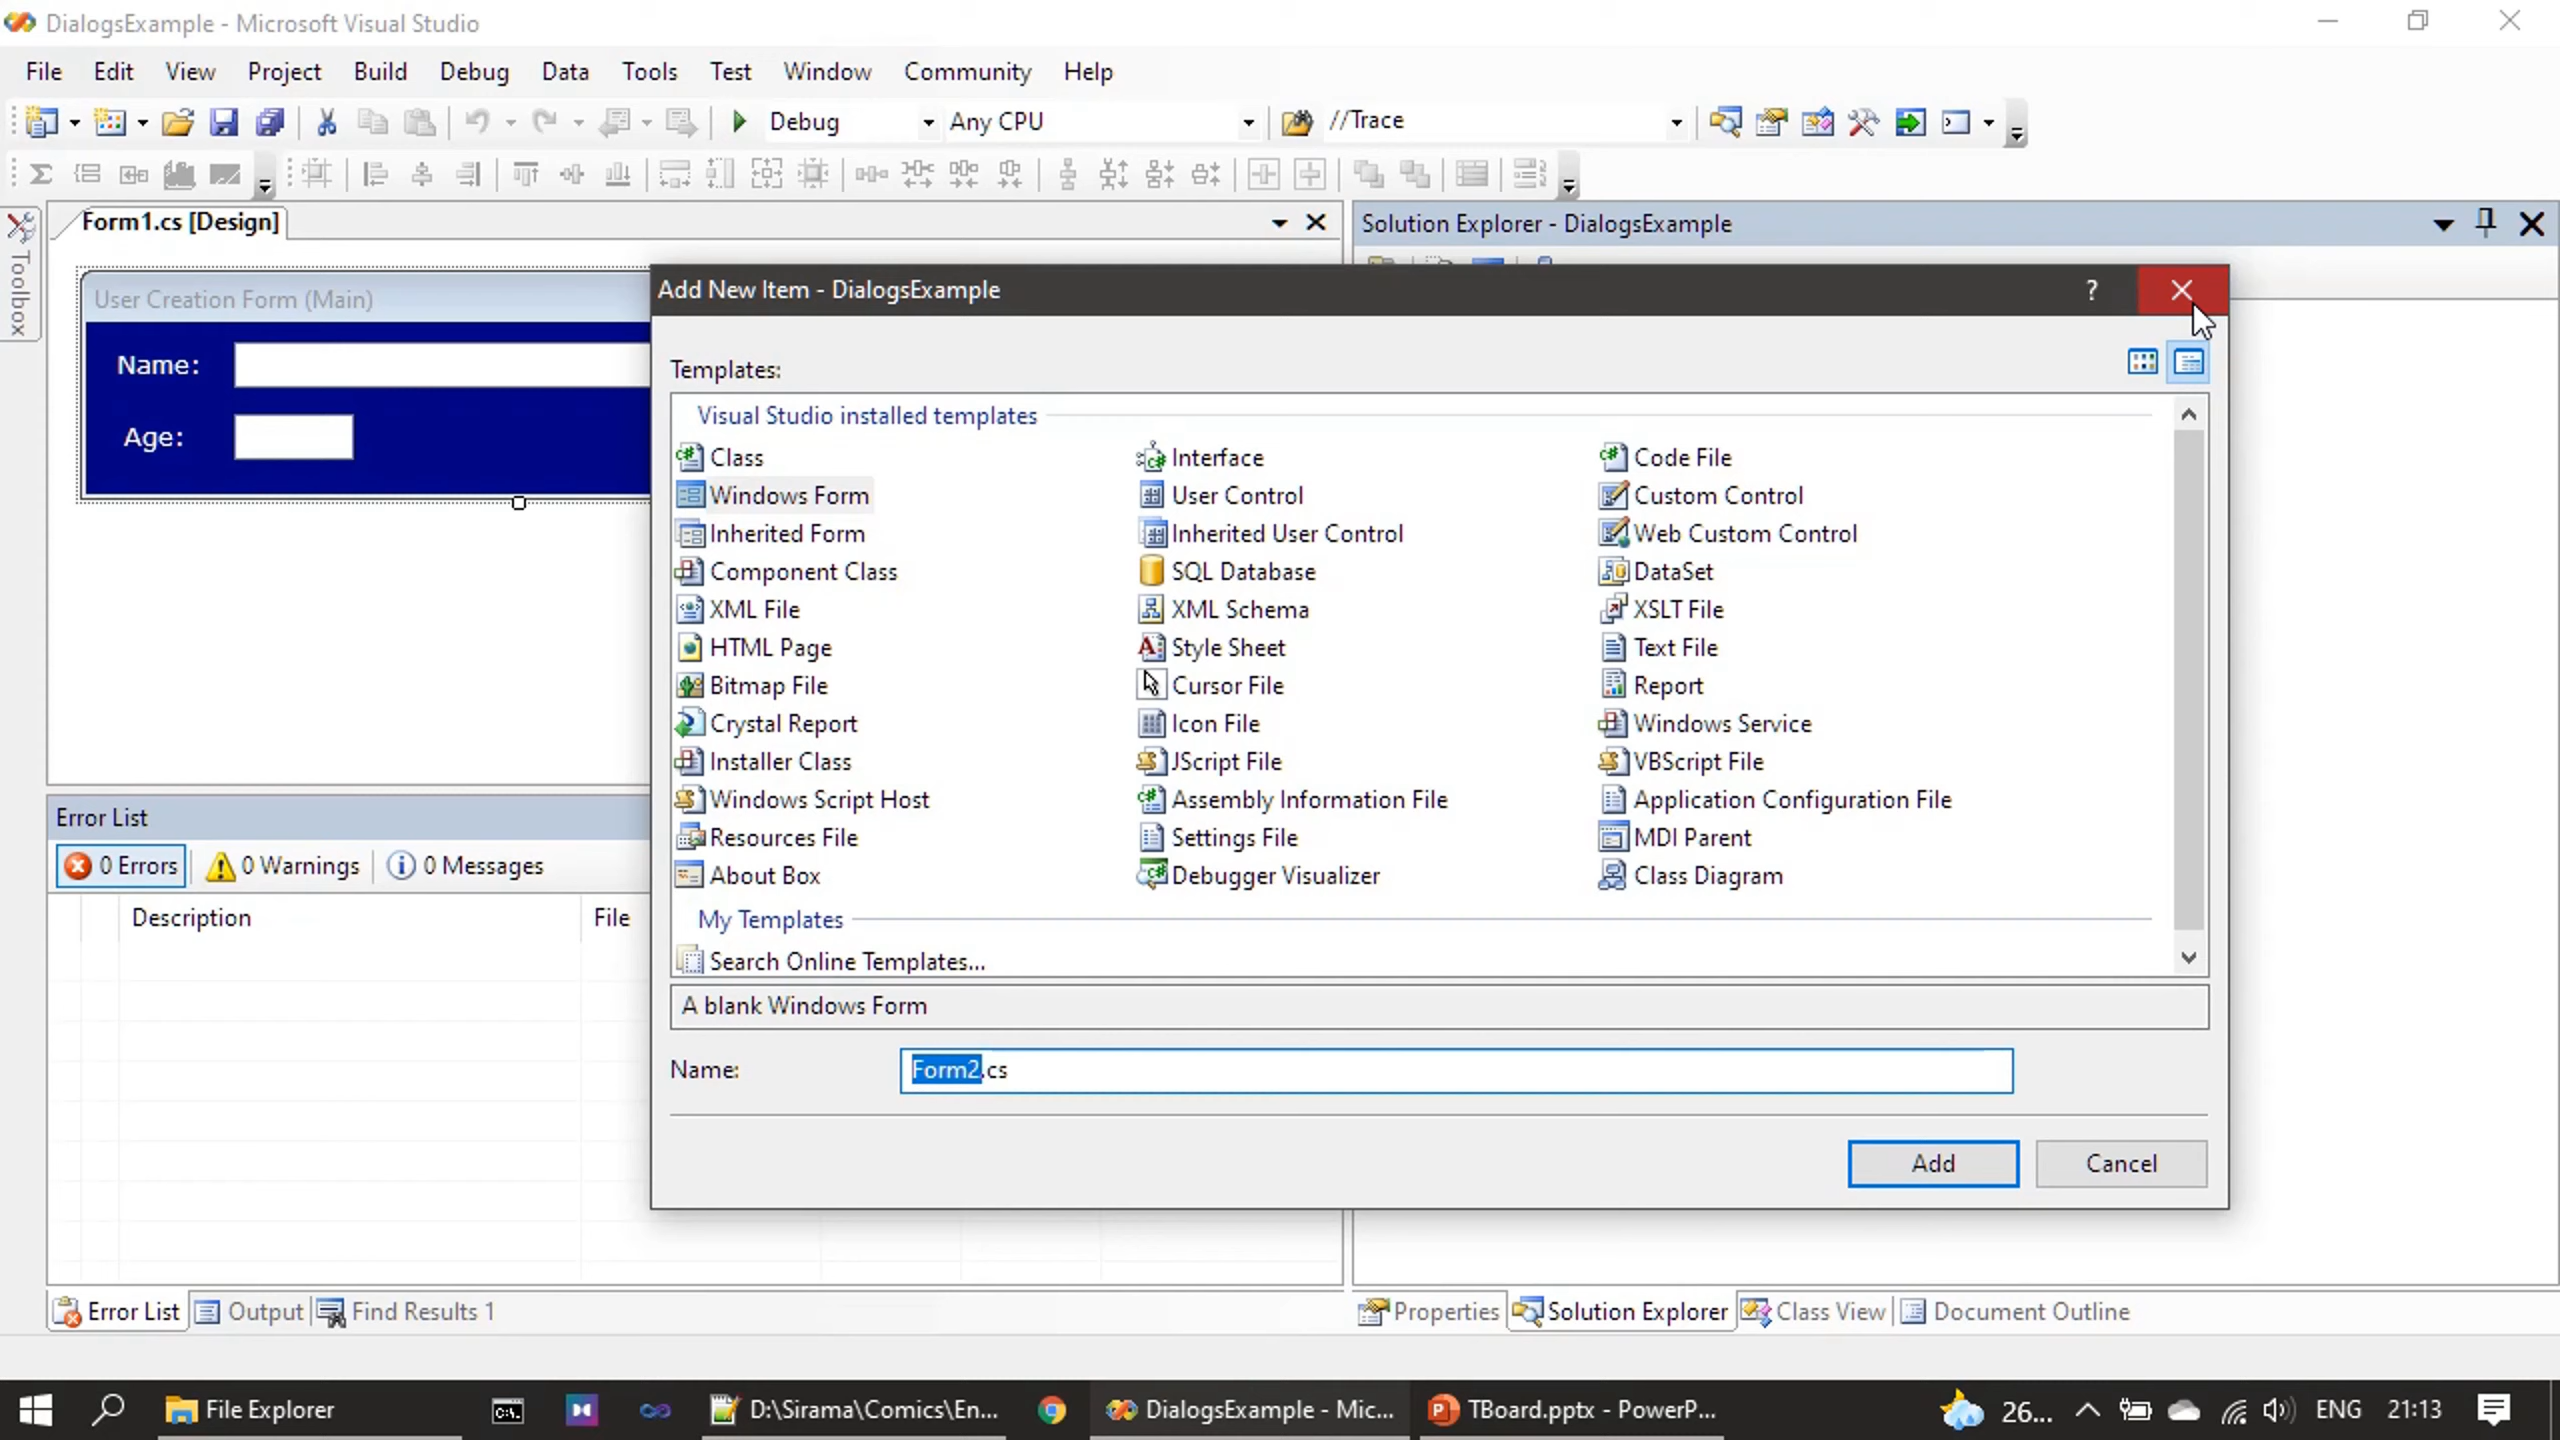 DialogsExample - Microsoft Visual Studio
File Edit View Project Build Debug Data Tools Test Window Community Help
Debug Any CPU //Trace
Toolbox
Form1.cs [Design]
User Creation Form (Main)
Name:
Age:
Solution Explorer - DialogsExample
Add New Item - DialogsExample
?
Templates:
Visual Studio installed templates
Class Interface Code File
Windows Form User Control Custom Control
Inherited Form Inherited User Control Web Custom Control
Component Class SQL Database DataSet
XML File XML Schema XSLT File
HTML Page Style Sheet Text File
Bitmap File Cursor File Report
Crystal Report Icon File Windows Service
Installer Class JScript File VBScript File
Windows Script Host Assembly Information File Application Configuration File
Resources File Settings File MDI Parent
About Box Debugger Visualizer Class Diagram
My Templates
Search Online Templates...
A blank Windows Form
Name: Form2.cs
Add Cancel
Error List
0 Errors 0 Warnings 0 Messages
Description File
Error List Output Find Results 1
Properties Solution Explorer Class View Document Outline
File Explorer D:\Sirama\Comics\En... DialogsExample - Mic... TBoard.pptx - PowerP... 26... ENG 21:13